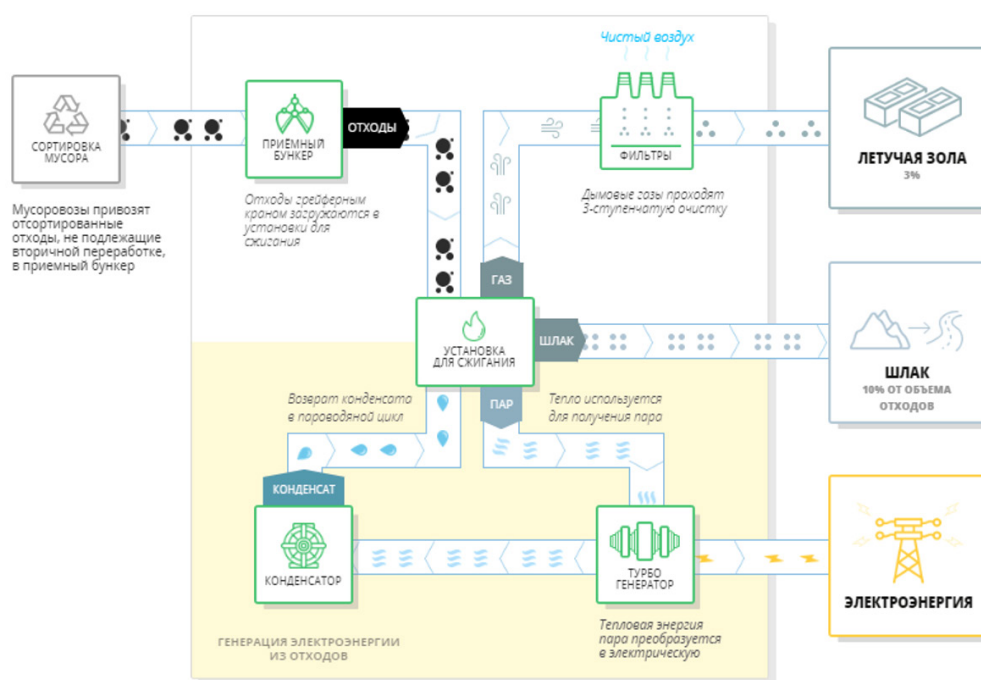 СОРТИРОВКА
МУСОРА
Мусоровозы привозят
отсортированные
отходы, не подлежащие
вторичной переработке,
в приемный бункер
ПРИЁМНЫЙ
БУНКЕР
ОТХОДЫ
Отходы грейферным
краном загружаются в
установки для
сжигания
Чистый воздух
ФИЛЬТРЫ
Дымовые газы проходят
3-ступенчатую очистку
ЛЕТУЧАЯ ЗОЛА
3%
ГАЗ
УСТАНОВКА
ДЛЯ СЖИГАНИЯ
ШЛАК
ШЛАК
10% ОТ ОБЪЕМА
ОТХОДОВ
ПАР
Возврат конденсата
в пароводяной цикл
Тепло используется
для получения пара
КОНДЕНСАТ
КОНДЕНСАТОР
ТУРБО
ГЕНЕРАТОР
Тепловая энергия
пара преобразуется
в электрическую
ЭЛЕКТРОЭНЕРГИЯ
ГЕНЕРАЦИЯ ЭЛЕКТРОЭНЕРГИИ
ИЗ ОТХОДОВ